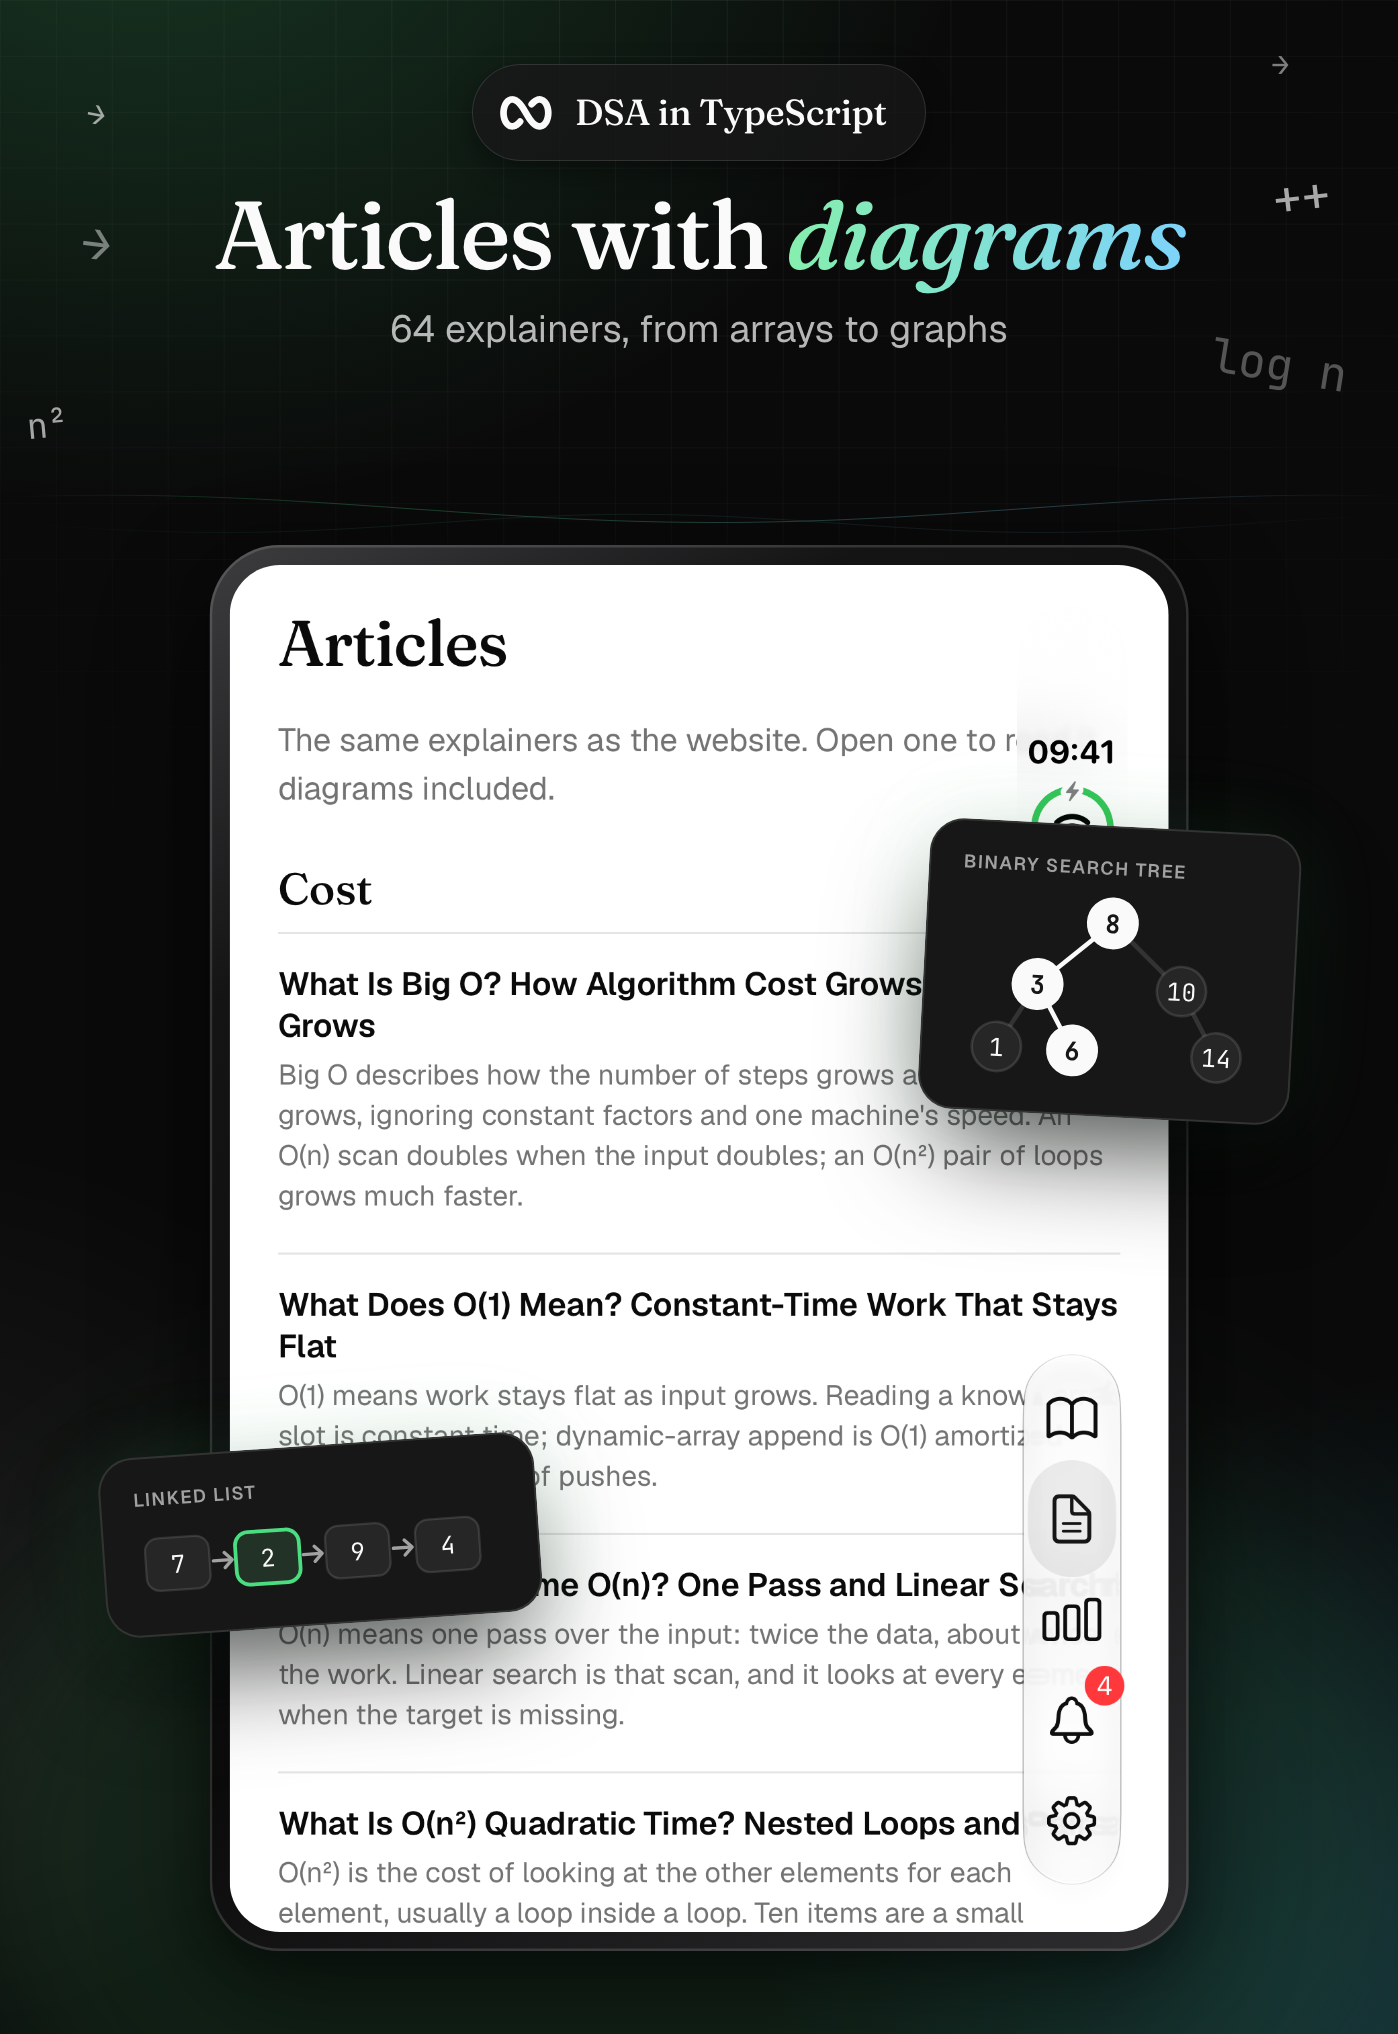 DSA in TypeScript
Articles with diagrams
64 explainers, from arrays to graphs
→
→
→
++
log n
n²
Articles
The same explainers as the website. Open one to
diagrams included.
09:41
Cost
BINARY SEARCH TREE
8
3
10
1
6
14
What Is Big O? How Algorithm Cost Grows
Grows
Big O describes how the number of steps grows
grows, ignoring constant factors and one machine's speed. An
O(n) scan doubles when the input doubles; an O(n²) pair of loops
grows much faster.
What Does O(1) Mean? Constant-Time Work That Stays
Flat
O(1) means work stays flat as input grows. Reading a known
slot is constant time; dynamic-array append is O(1) amortized
of pushes.
LINKED LIST
7 → 2 → 9 → 4
O(n)? One Pass and Linear Search
O(n) means one pass over the input: twice the data, about
the work. Linear search is that scan, and it looks at every element
when the target is missing.
4
What Is O(n²) Quadratic Time? Nested Loops and
O(n²) is the cost of looking at the other elements for each
element, usually a loop inside a loop. Ten items are a small